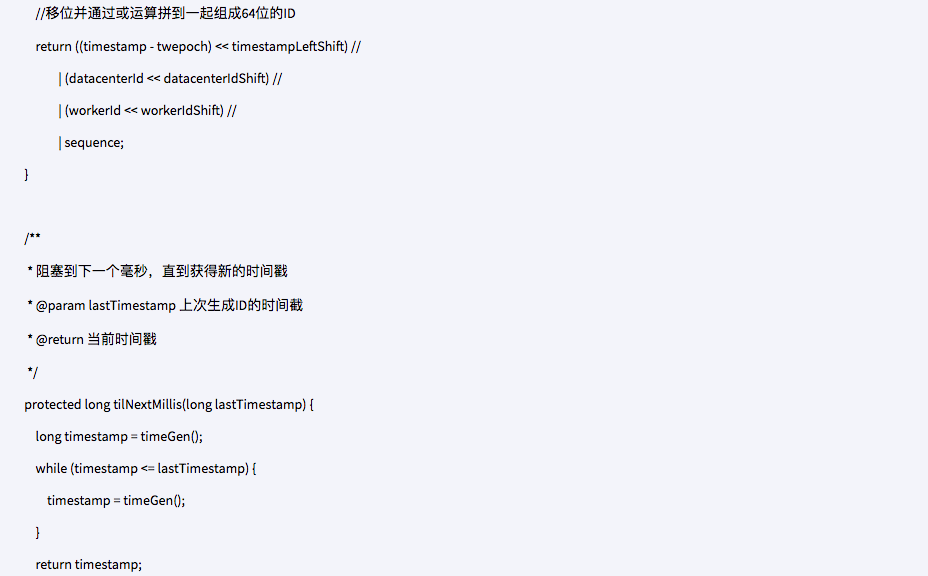 //移位并通过或运算拼到一起组成64位的ID
return ((timestamp - twepoch) << timestampLeftShift) //
| (datacenterId << datacenterIdShift) //
| (workerId << workerIdShift) //
| sequence;
}
/**
* 阻塞到下一个毫秒，直到获得新的时间戳
* @param lastTimestamp 上次生成ID的时间截
* @return 当前时间戳
*/
protected long tilNextMillis(long lastTimestamp) {
long timestamp = timeGen();
while (timestamp <= lastTimestamp) {
timestamp = timeGen();
}
return timestamp;